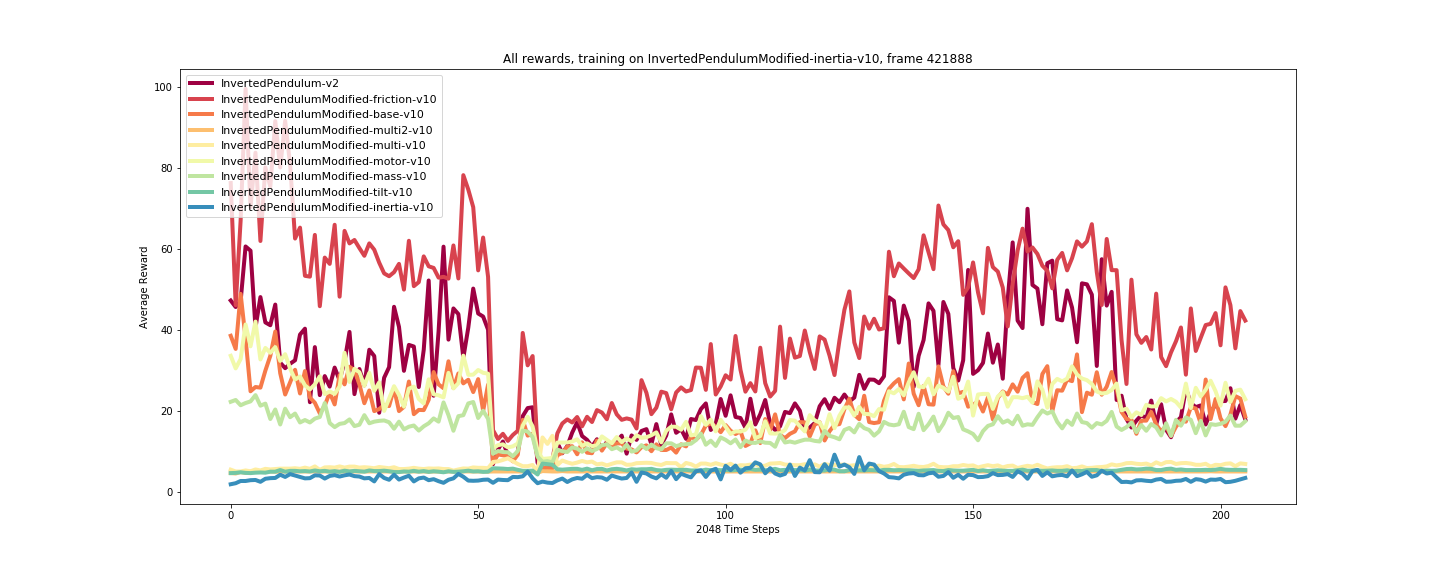 All rewards, training on InvertedPendulumModified-inertia-v10, frame 421888
InvertedPendulum-v2
InvertedPendulumModified-friction-v10
InvertedPendulumModified-base-v10
InvertedPendulumModified-multi2-v10
InvertedPendulumModified-multi-v10
InvertedPendulumModified-motor-v10
InvertedPendulumModified-mass-v10
InvertedPendulumModified-tilt-v10
InvertedPendulumModified-inertia-v10
Average Reward
100
80
60
40
20
0
0 50 100 150 200
2048 Time Steps